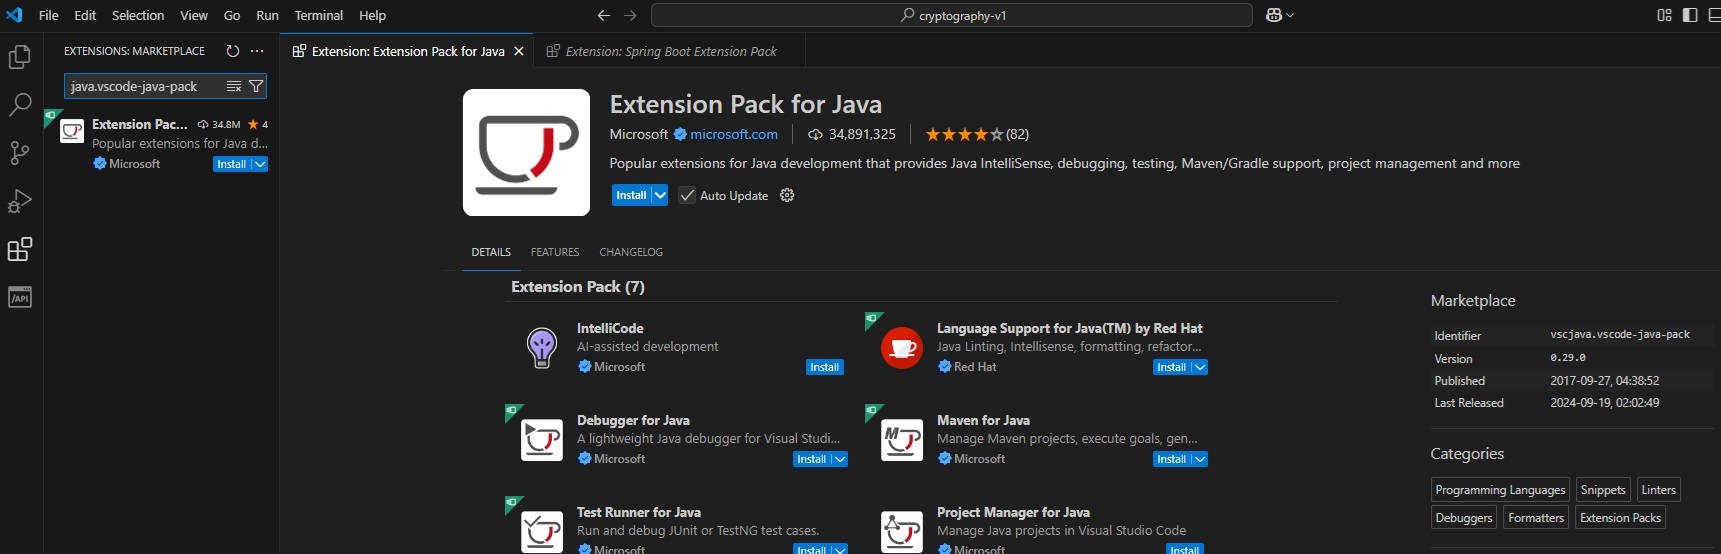 File Edit Selection View Go Run Terminal Help
cryptography-v1
EXTENSIONS: MARKETPLACE
java.vscode-java-pack
Extension Pac... 34.8M 4
Popular extensions for Java d...
Microsoft
Install
Extension: Extension Pack for Java
Extension: Spring Boot Extension Pack
Extension Pack for Java
Microsoft microsoft.com 34,891,325 (82)
Popular extensions for Java development that provides Java IntelliSense, debugging, testing, Maven/Gradle support, project management and more
Install Auto Update
DETAILS FEATURES CHANGELOG
Extension Pack (7)
IntelliCode
AI-assisted development
Microsoft
Install
Language Support for Java(TM) by Red Hat
Java Linting, Intellisense, formatting, refactor...
Red Hat
Install
Debugger for Java
A lightweight Java debugger for Visual Studi...
Microsoft
Install
Maven for Java
Manage Maven projects, execute goals, gen...
Microsoft
Install
Test Runner for Java
Run and debug JUnit or TestNG test cases.
Microsoft
Install
Project Manager for Java
Manage Java projects in Visual Studio Code
Microsoft
Install
Marketplace
Identifier vscjava.vscode-java-pack
Version 0.29.0
Published 2017-09-27, 04:38:52
Last Released 2024-09-19, 02:02:49
Categories
Programming Languages Snippets Linters
Debuggers Formatters Extension Packs
/API